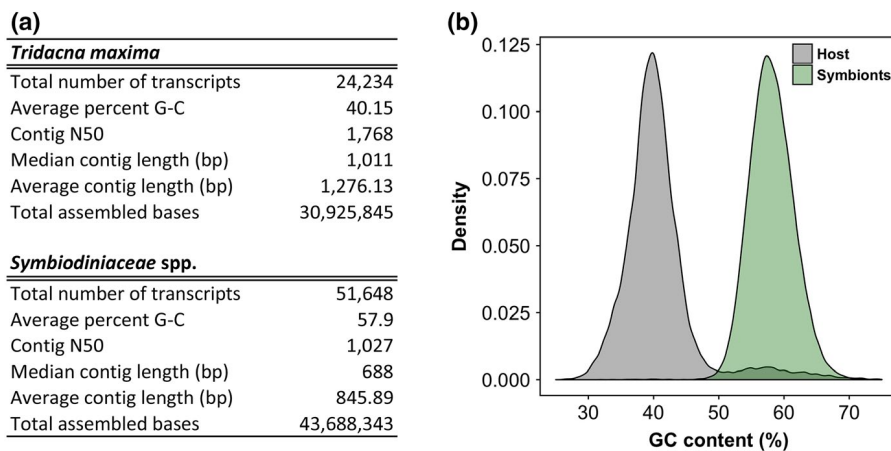 (a)
Tridacna maxima
Total number of transcripts 24,234
Average percent G-C 40.15
Contig N50 1,768
Median contig length (bp) 1,011
Average contig length (bp) 1,276.13
Total assembled bases 30,925,845
Symbiodiniaceae spp.
Total number of transcripts 51,648
Average percent G-C 57.9
Contig N50 1,027
Median contig length (bp) 688
Average contig length (bp) 845.89
Total assembled bases 43,688,343
(b)
Host
Symbionts
Density
0.125
0.100
0.075
0.050
0.025
0.000
30 40 50 60 70
GC content (%)